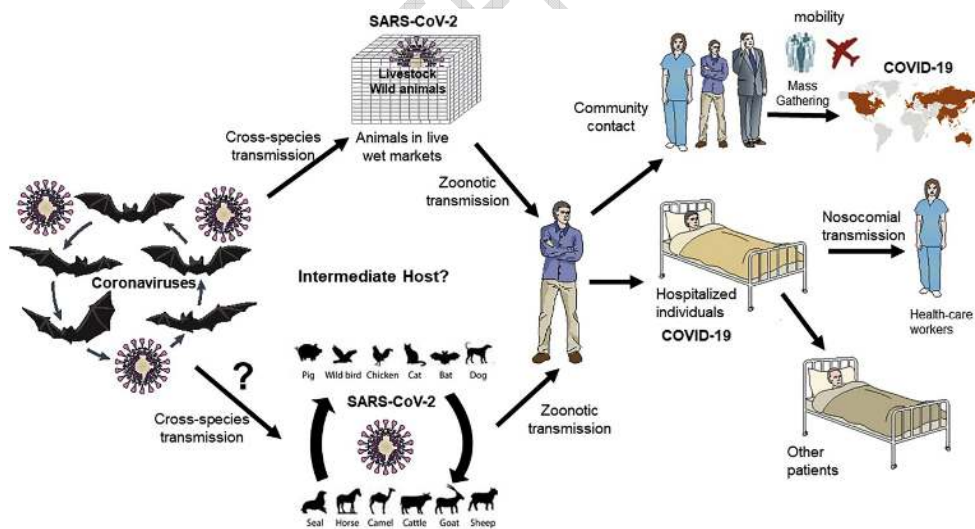 SARS-CoV-2
Livestock
Wild animals
Animals in live
wet markets
Cross-species
transmission
Coronaviruses
Zoonotic
transmission
Intermediate Host?
?
Cross-species
transmission
Pig Wild bird Chicken Cat Bat Dog
SARS-CoV-2
Seal Horse Camel Cattle Goat Sheep
Zoonotic
transmission
Community
contact
mobility
Mass
Gathering
COVID-19
Hospitalized
individuals
COVID-19
Nosocomial
transmission
Health-care
workers
Other
patients